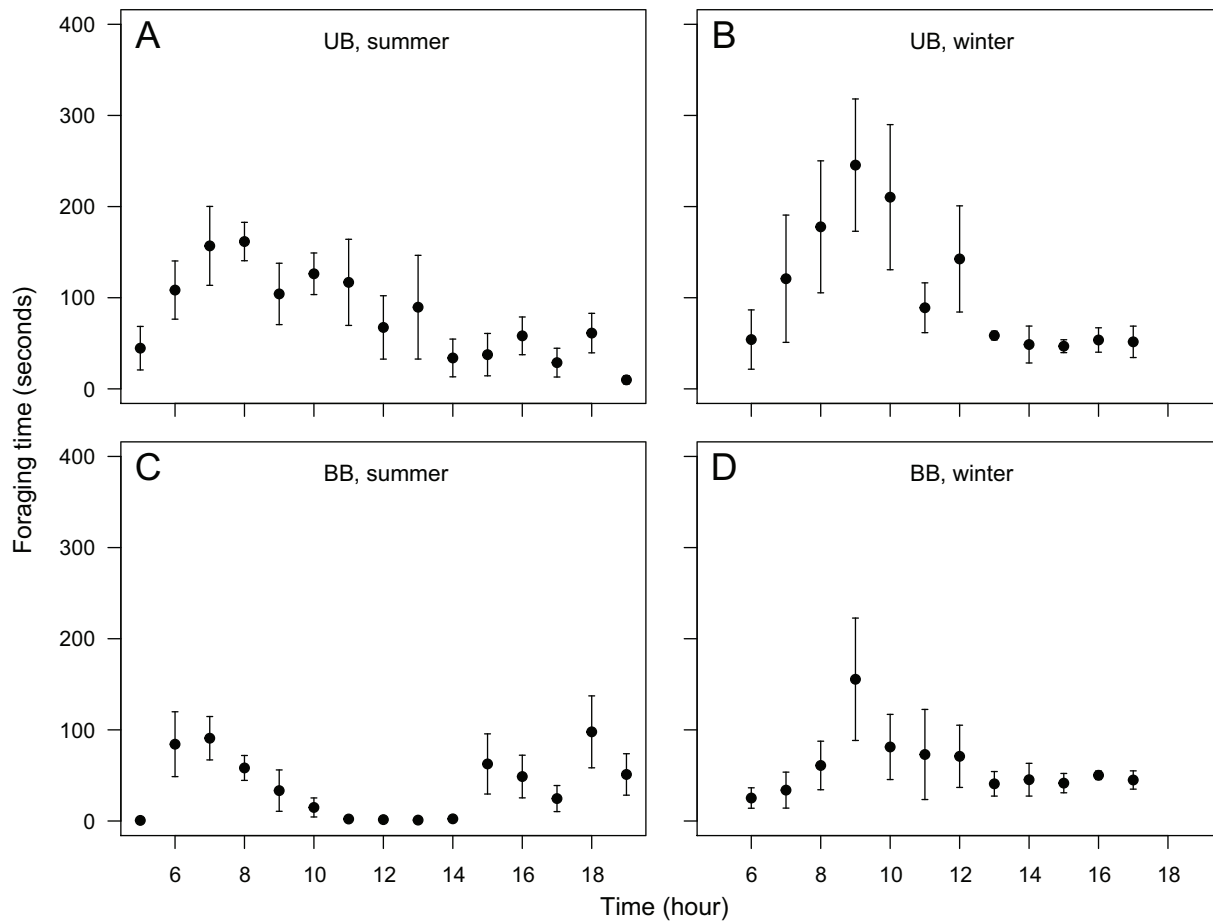 A
UB, summer
B
UB, winter
400
300
200
100
0
C
BB, summer
D
BB, winter
400
300
200
100
0
Foraging time (seconds)
6 8 10 12 14 16 18
6 8 10 12 14 16 18
Time (hour)